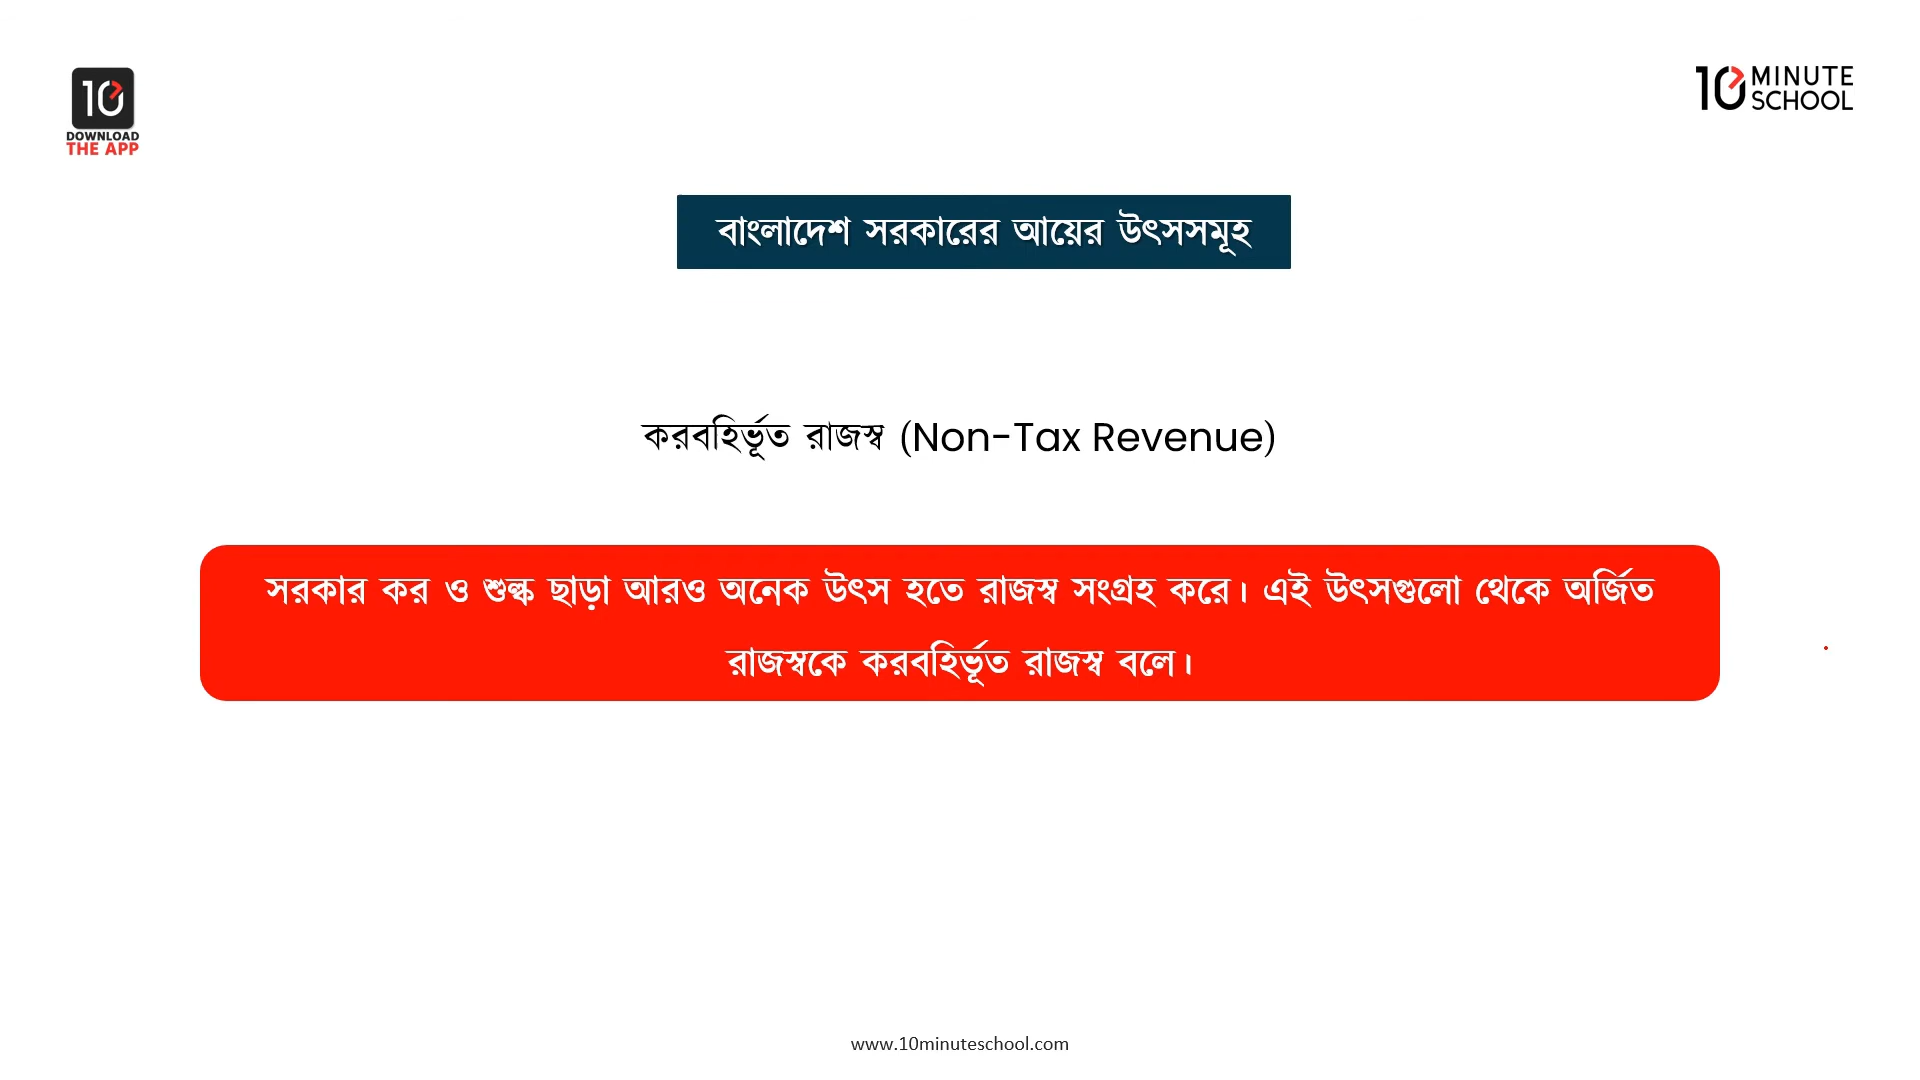 10
DOWNLOAD
THE APP
10 MINUTE
SCHOOL
বাংলাদেশ সরকারের আয়ের উৎসসমূহ
করবহির্ভূত রাজস্ব (Non-Tax Revenue)
সরকার কর ও শুল্ক ছাড়া আরও অনেক উৎস হতে রাজস্ব সংগ্রহ করে। এই উৎসগুলো থেকে অর্জিত
রাজস্বকে করবহির্ভূত রাজস্ব বলে।
www.10minuteschool.com